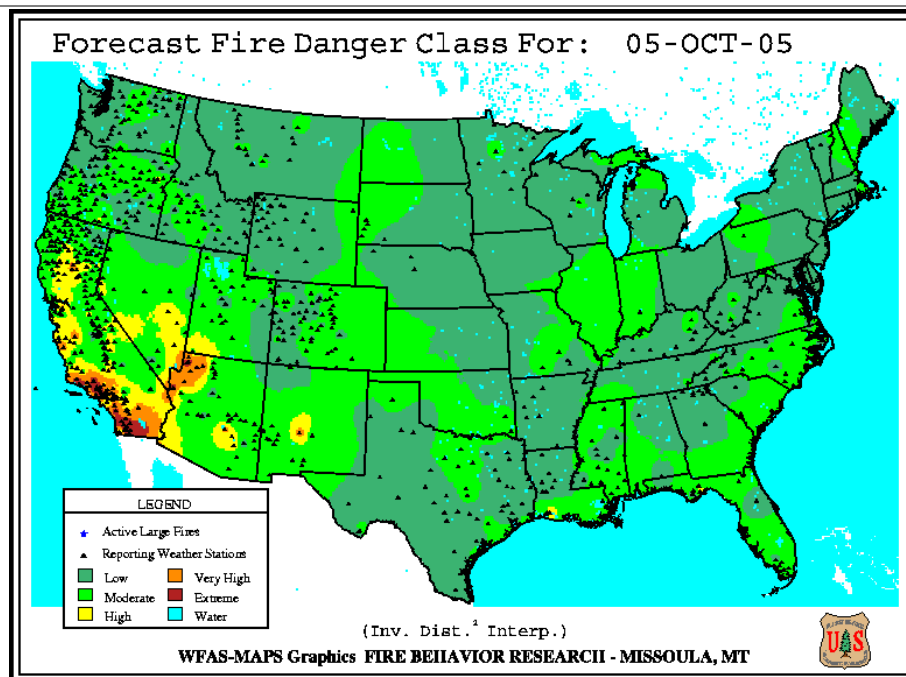 Forecast Fire Danger Class For: 05-OCT-05
LEGEND
Active Large Fires
Reporting Weather Stations
Low
Very High
Moderate
Extreme
High
Water
(Inv. Dist.² Interp.)
WFAS-MAPS Graphics FIRE BEHAVIOR RESEARCH - MISSOULA, MT
U S